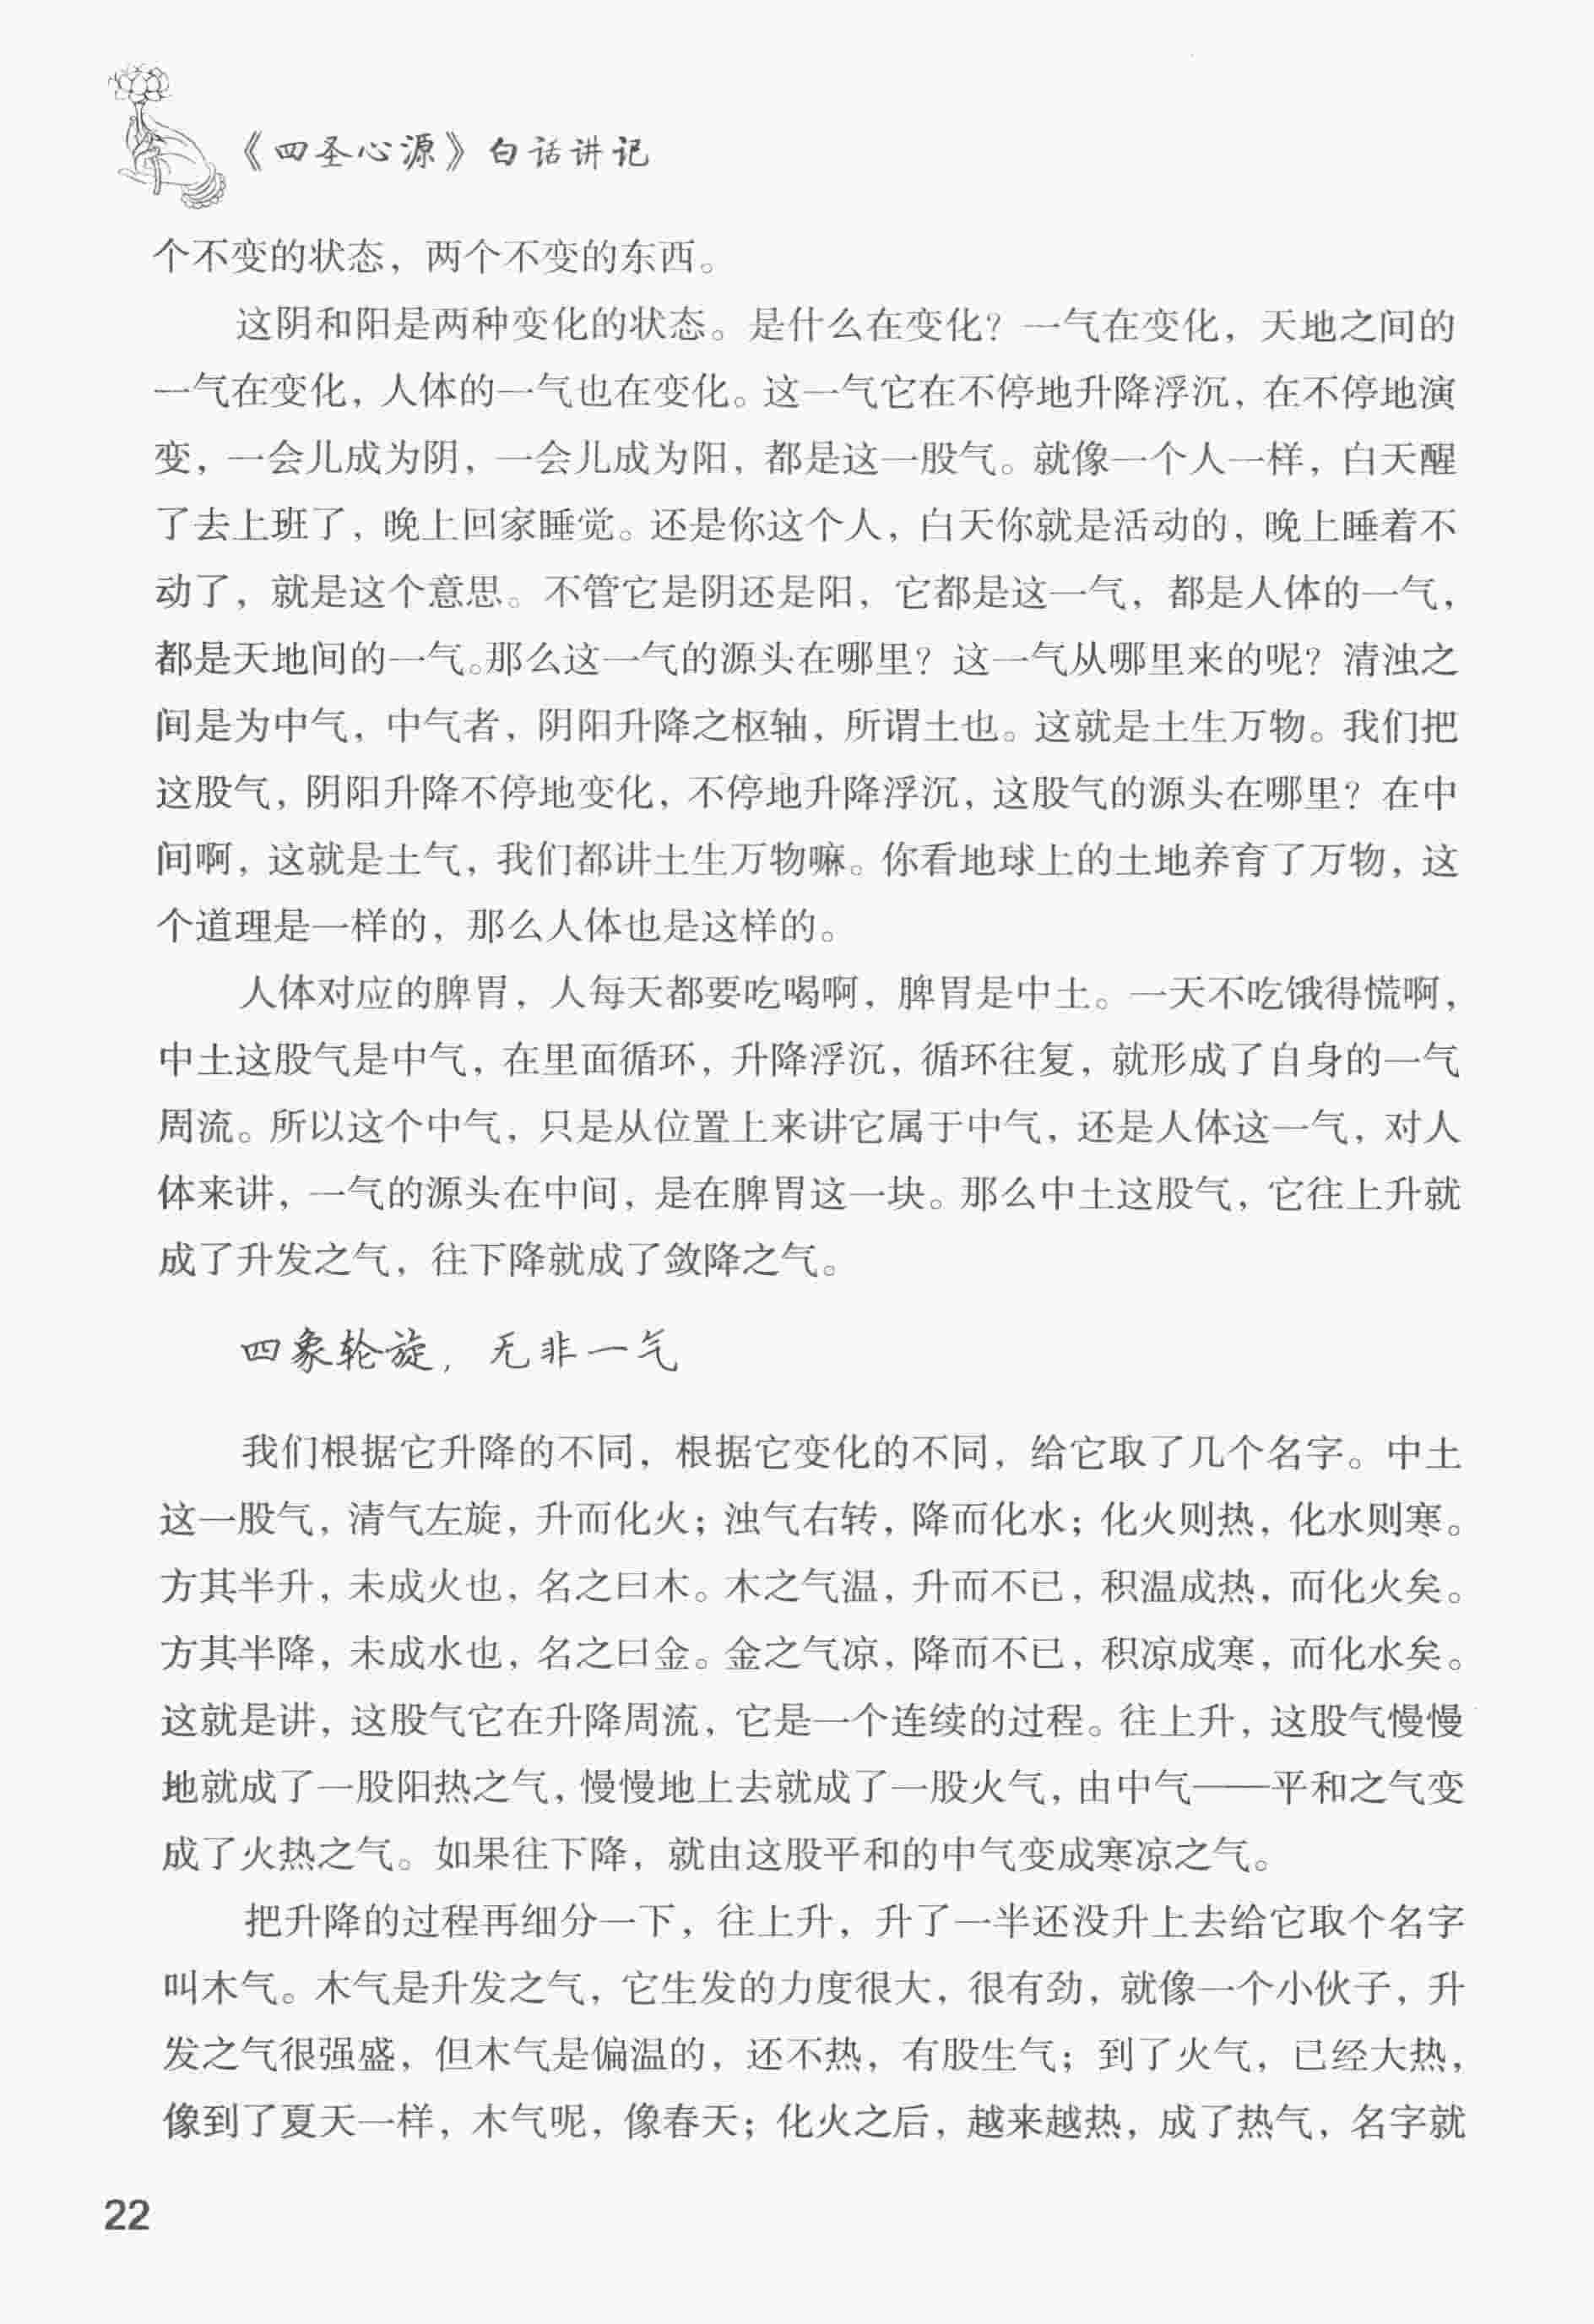 《四圣心源》白话讲记
个不变的状态，两个不变的东西。
这阴和阳是两种变化的状态。是什么在变化？一气在变化，天地之间的
一气在变化，人体的一气也在变化。这一气它在不停地升降浮沉，在不停地演
变，一会儿成为阴，一会儿成为阳，都是这一股气。就像一个人一样，白天醒
了去上班了，晚上回家睡觉。还是你这个人，白天你就是活动的，晚上睡着不
动了，就是这个意思。不管它是阴还是阳，它都是这一气，都是人体的一气，
都是天地间的一气。那么这一气的源头在哪里？这一气从哪里来的呢？清浊之
间是为中气，中气者，阴阳升降之枢轴，所谓土也。这就是土生万物。我们把
这股气，阴阳升降不停地变化，不停地升降浮沉，这股气的源头在哪里？在中
间啊，这就是土气，我们都讲土生万物嘛。你看地球上的土地养育了万物，这
个道理是一样的，那么人体也是这样的。
人体对应的脾胃，人每天都要吃喝啊，脾胃是中土。一天不吃饿得慌啊，
中土这股气是中气，在里面循环，升降浮沉，循环往复，就形成了自身的一气
周流。所以这个中气，只是从位置上来讲它属于中气，还是人体这一气，对人
体来讲，一气的源头在中间，是在脾胃这一块。那么中土这股气，它往上升就
成了升发之气，往下降就成了敛降之气。
四象轮旋，无非一气
我们根据它升降的不同，根据它变化的不同，给它取了几个名字。中土
这一股气，清气左旋，升而化火；浊气右转，降而化水；化火则热，化水则寒。
方其半升，未成火也，名之曰木。木之气温，升而不已，积温成热，而化火矣。
方其半降，未成水也，名之曰金。金之气凉，降而不已，积凉成寒，而化水矣。
这就是讲，这股气它在升降周流，它是一个连续的过程。往上升，这股气慢慢
地就成了一股阳热之气，慢慢地上去就成了一股火气，由中气——平和之气变
成了火热之气。如果往下降，就由这股平和的中气变成寒凉之气。
把升降的过程再细分一下，往上升，升了一半还没升上去给它取个名字
叫木气。木气是升发之气，它生发的力度很大，很有劲，就像一个小伙子，升
发之气很强盛，但木气是偏温的，还不热，有股生气；到了火气，已经大热，
像到了夏天一样，木气呢，像春天；化火之后，越来越热，成了热气，名字就
22